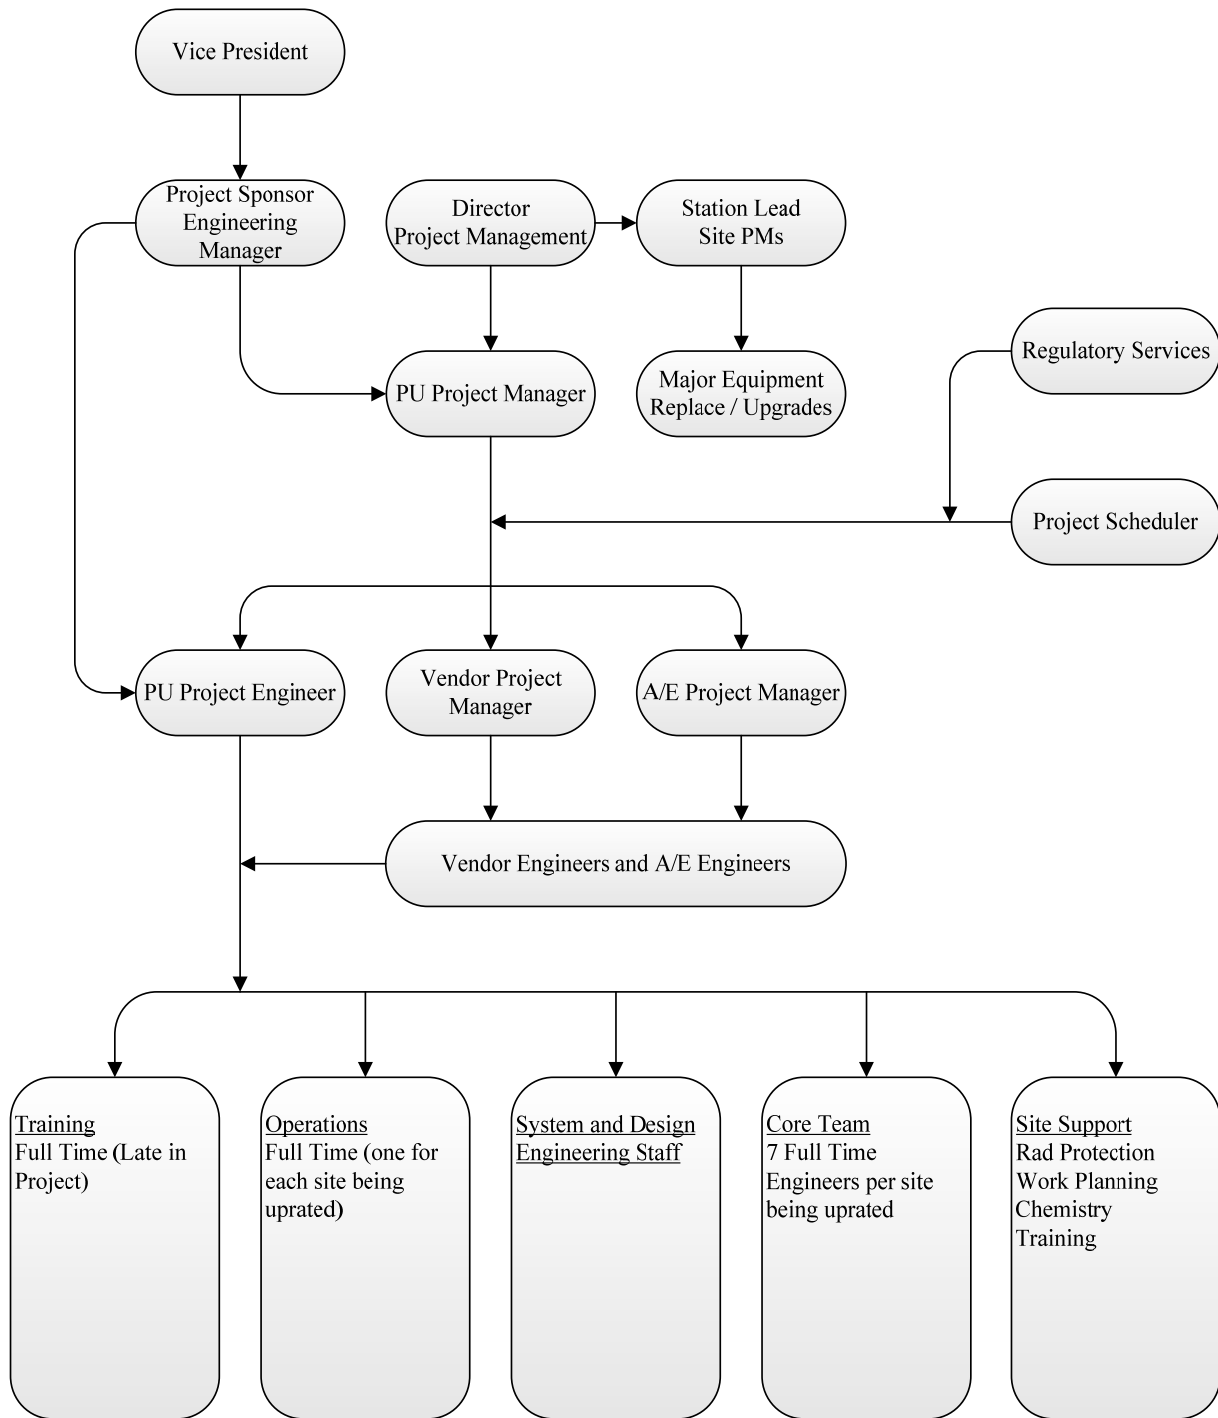 Vice President
Project Sponsor
Engineering
Manager
Director
Project Management
Station Lead
Site PMs
Regulatory Services
PU Project Manager
Major Equipment
Replace / Upgrades
Project Scheduler
PU Project Engineer
Vendor Project
Manager
A/E Project Manager
Vendor Engineers and A/E Engineers
Training
Full Time (Late in
Project)
Operations
Full Time (one for
each site being
uprated)
System and Design
Engineering Staff
Core Team
7 Full Time
Engineers per site
being uprated
Site Support
Rad Protection
Work Planning
Chemistry
Training